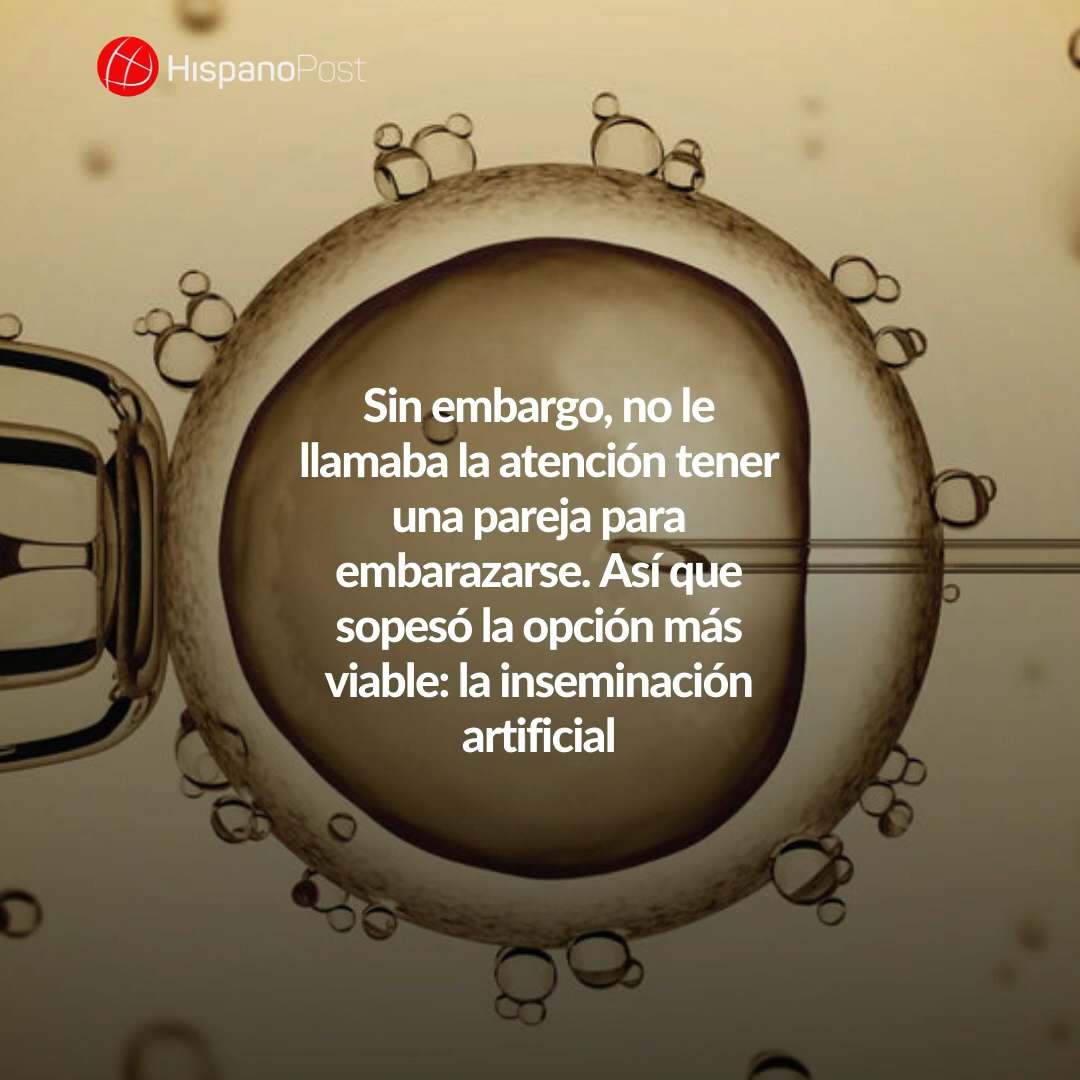 HispanoPost
Sin embargo, no le
llamaba la atención tener
una pareja para
embarazarse. Así que
sopesó la opción más
viable: la inseminación
artificial